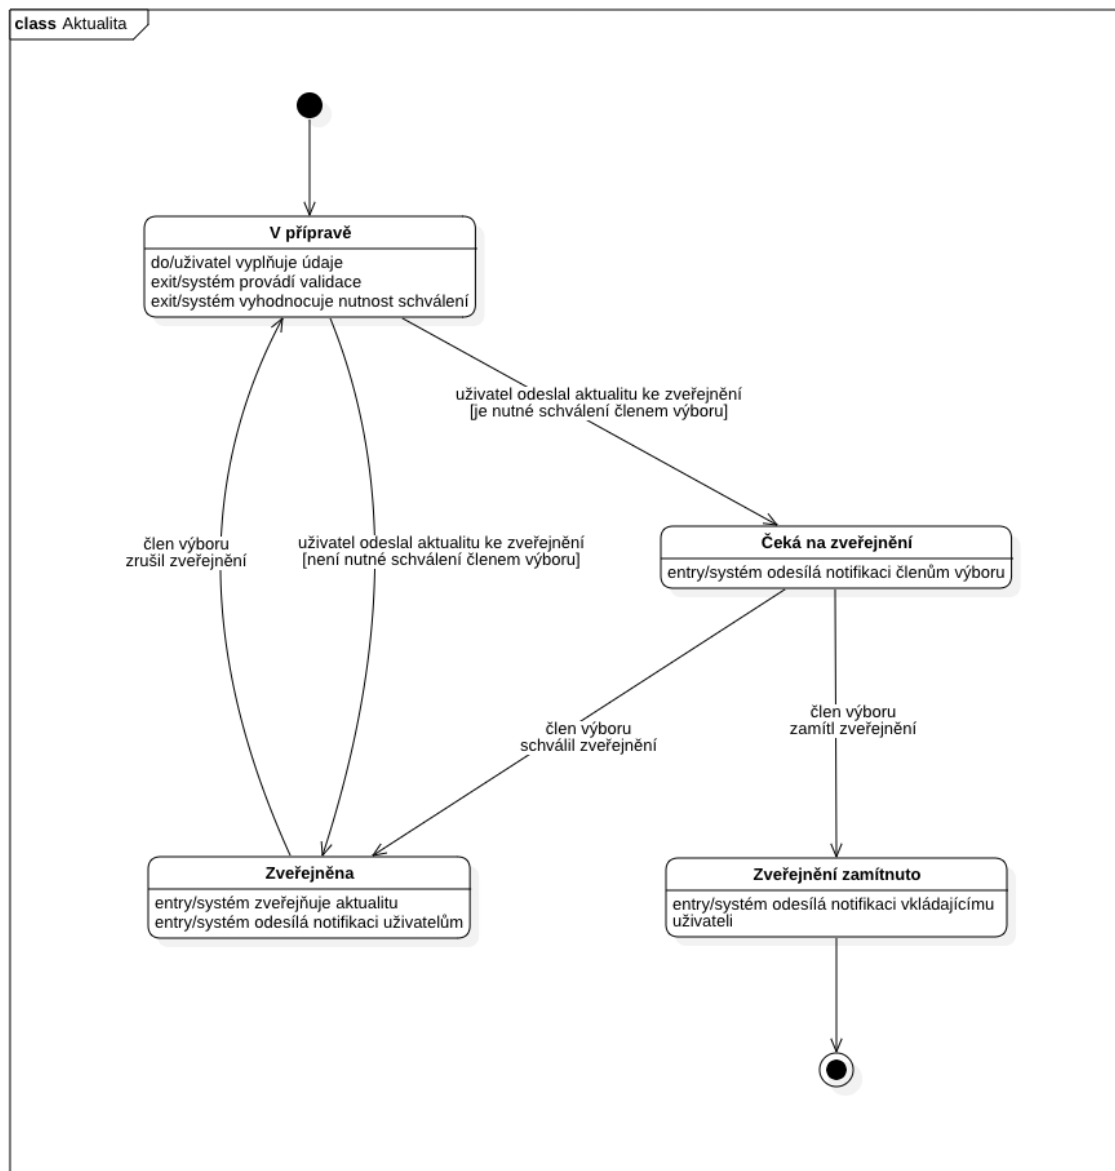 class Aktualita
V přípravě
do/uživatel vyplňuje údaje
exit/systém provádí validace
exit/systém vyhodnocuje nutnost schválení
uživatel odeslal aktualitu ke zveřejnění
[je nutné schválení členem výboru]
člen výboru
zrušil zveřejnění
uživatel odeslal aktualitu ke zveřejnění
[není nutné schválení členem výboru]
Čeká na zveřejnění
entry/systém odesílá notifikaci členům výboru
člen výboru
schválil zveřejnění
člen výboru
zamítl zveřejnění
Zveřejněna
entry/systém zveřejňuje aktualitu
entry/systém odesílá notifikaci uživatelům
Zveřejnění zamítnuto
entry/systém odesílá notifikaci vkládajícímu
uživateli